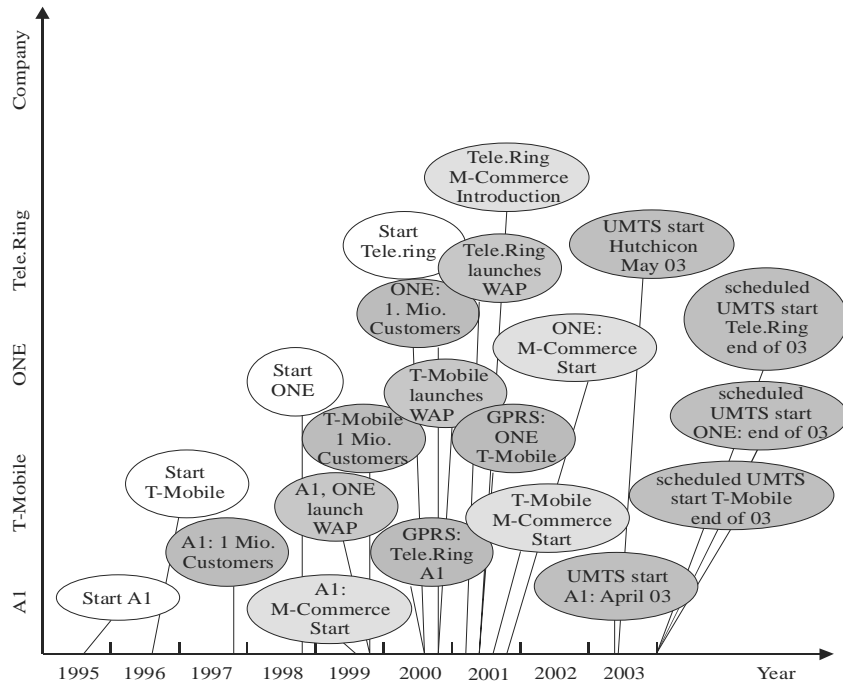 Company
Tele.Ring
ONE
T-Mobile
A1
Tele.Ring
M-Commerce
Introduction
Start
Tele.ring
Tele.Ring
launches
WAP
UMTS start
Hutchicon
May 03
ONE:
1. Mio.
Customers
scheduled
UMTS start
Tele.Ring
end of 03
ONE:
M-Commerce
Start
Start
ONE
T-Mobile
launches
WAP
scheduled
UMTS start
ONE: end of 03
T-Mobile
1 Mio.
Customers
GPRS:
ONE
T-Mobile
Start
T-Mobile
A1, ONE
launch
WAP
T-Mobile
M-Commerce
Start
scheduled UMTS
start T-Mobile
end of 03
A1: 1 Mio.
Customers
GPRS:
Tele.Ring
A1
Start A1
A1:
M-Commerce
Start
UMTS start
A1: April 03
1995 1996 1997 1998 1999 2000 2001 2002 2003 Year